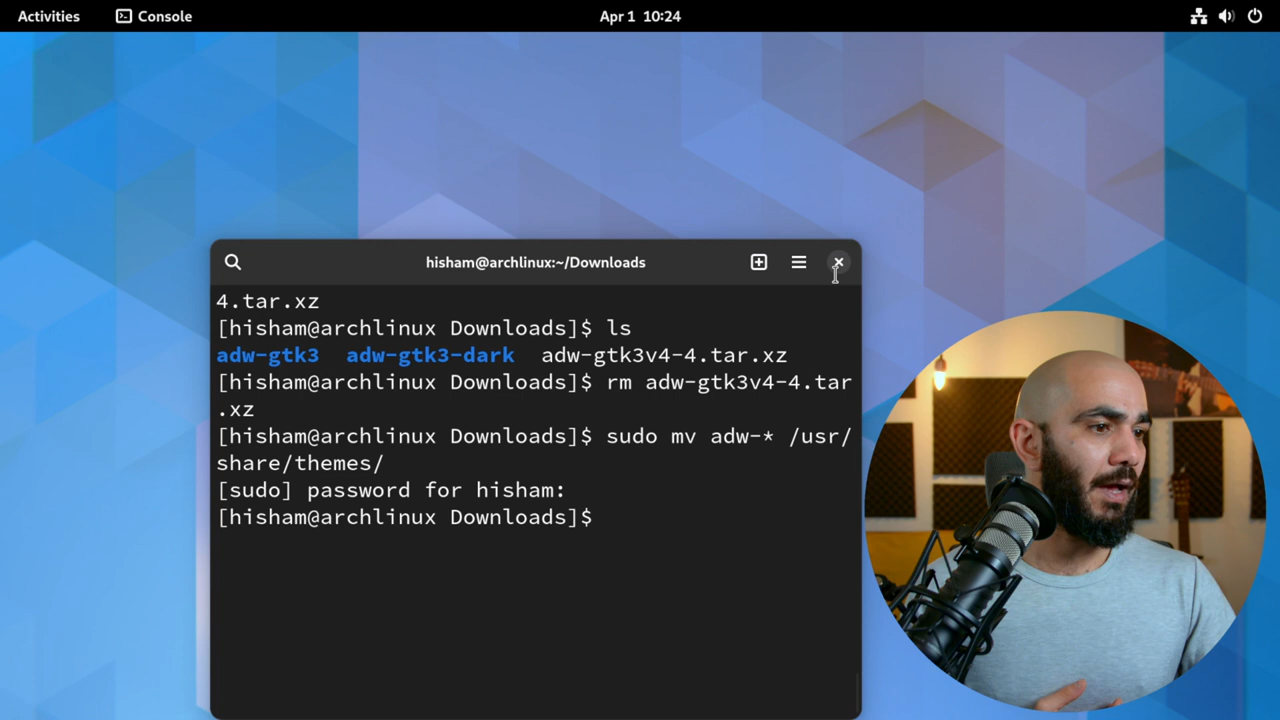 Activities Console Apr 1 10:24
hisham@archlinux:~/Downloads
4.tar.xz
[hisham@archlinux Downloads]$ ls
adw-gtk3 adw-gtk3-dark adw-gtk3v4-4.tar.xz
[hisham@archlinux Downloads]$ rm adw-gtk3v4-4.tar
.xz
[hisham@archlinux Downloads]$ sudo mv adw-* /usr/
share/themes/
[sudo] password for hisham:
[hisham@archlinux Downloads]$